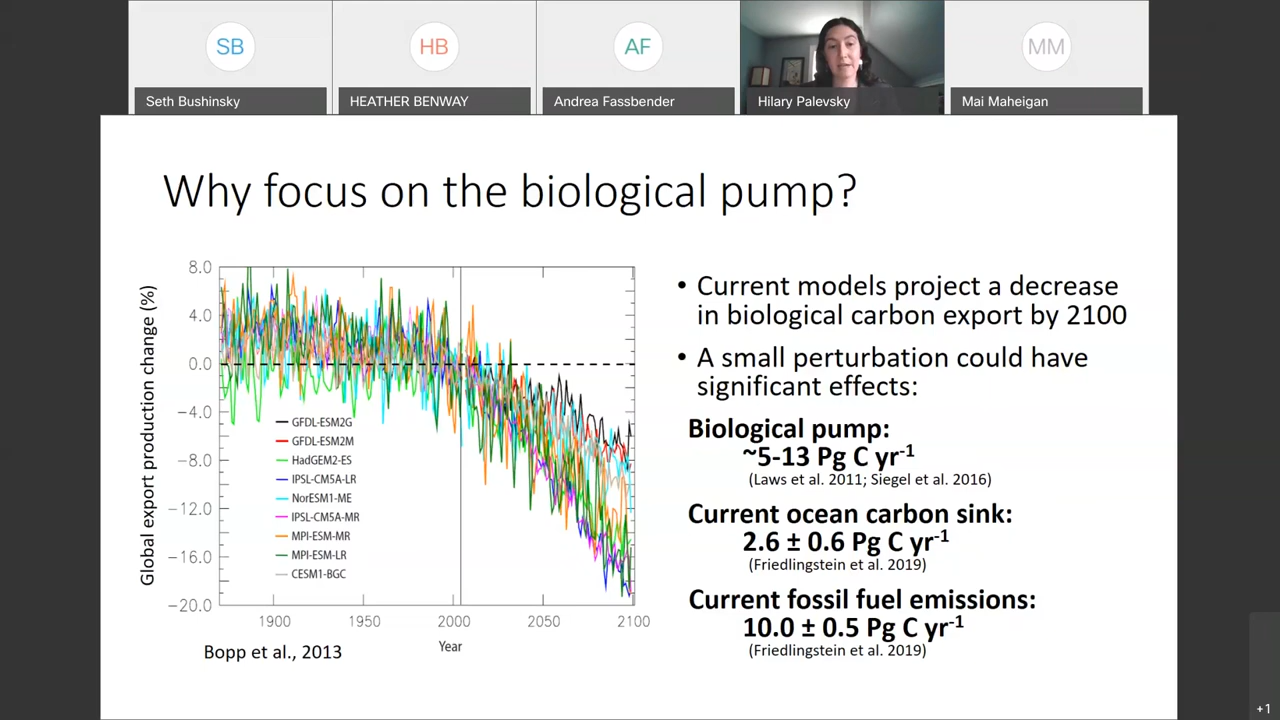 SB
HB
AF
MM
Seth Bushinsky
HEATHER BENWAY
Andrea Fassbender
Hilary Palevsky
Mai Maheigan
Why focus on the biological pump?
Global export production change (%)
8.0
4.0
0.0
−4.0
−8.0
−12.0
−16.0
−20.0
GFDL-ESM2G
GFDL-ESM2M
HadGEM2-ES
IPSL-CM5A-LR
NorESM1-ME
IPSL-CM5A-MR
MPI-ESM-MR
MPI-ESM-LR
CESM1-BGC
1900
1950
2000
2050
2100
Year
Bopp et al., 2013
• Current models project a decrease
in biological carbon export by 2100
• A small perturbation could have
significant effects:
Biological pump:
~5-13 Pg C yr⁻¹
(Laws et al. 2011; Siegel et al. 2016)
Current ocean carbon sink:
2.6 ± 0.6 Pg C yr⁻¹
(Friedlingstein et al. 2019)
Current fossil fuel emissions:
10.0 ± 0.5 Pg C yr⁻¹
(Friedlingstein et al. 2019)
+1